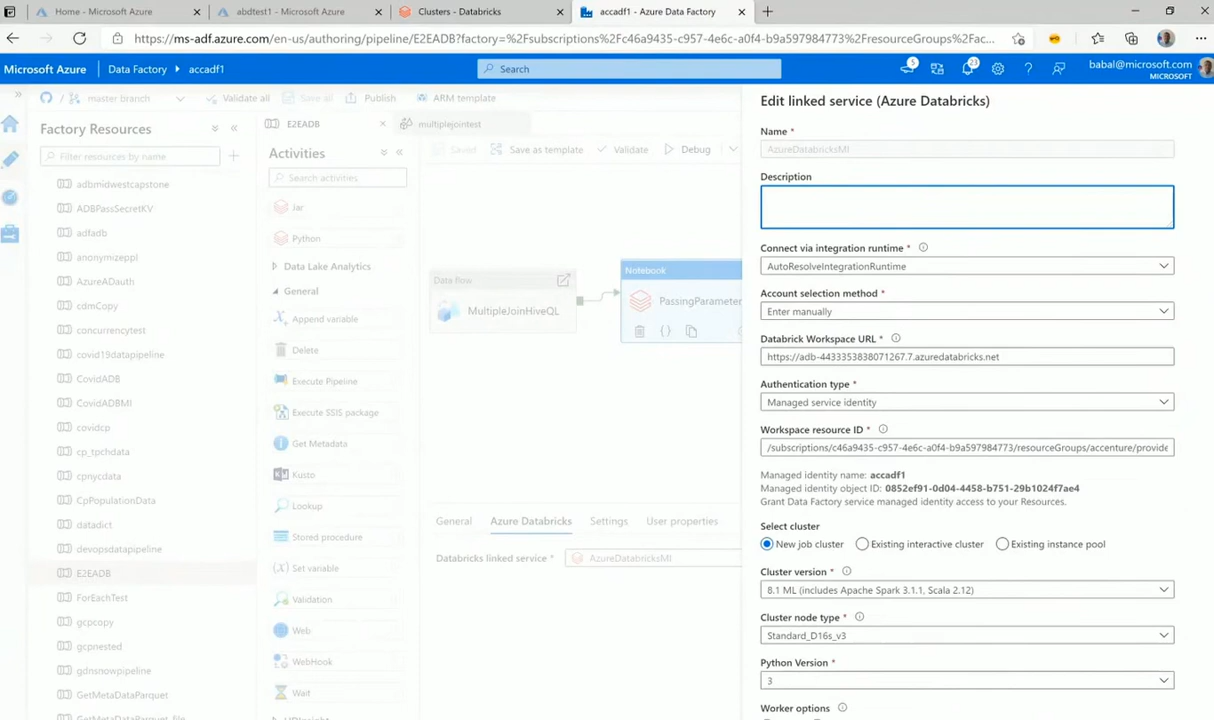 Home - Microsoft Azure
abdtest1 - Microsoft Azure
Clusters - Databricks
accadf1 - Azure Data Factory
https://ms-adf.azure.com/en-us/authoring/pipeline/E2EADB?factory=%2Fsubscriptions%2Fc46a9435-c957-4e6c-a0f4-b9a597984773%2FresourceGroups%2Fac...
Microsoft Azure
Data Factory
accadf1
Search
5
23
babal@microsoft.com
MICROSOFT
master branch
Validate all
Save all
Publish
ARM template
Factory Resources
Filter resources by name
adbmidwestcapstone
ADBPassSecretKV
adfadb
anonymizeppl
AzureADauth
cdmCopy
concurrencytest
covid19datapipeline
CovidADB
CovidADBMI
covidcp
cp_tpchdata
cpnycdata
CpPopulationData
datadict
devopsdatapipeline
E2EADB
ForEachTest
gcpcopy
gcpnested
gdnsnowpipeline
GetMetaDataParquet
GetMetaDataParquet_file
E2EADB
multiplejointest
Activities
Search activities
Jar
Python
Data Lake Analytics
General
Append variable
Delete
Execute Pipeline
Execute SSIS package
Get Metadata
Kusto
Lookup
Stored procedure
Set variable
Validation
Web
WebHook
Wait
HDInsight
Saved
Save as template
Validate
Debug
Data flow
MultipleJoinHiveQL
Notebook
PassingParameter
General
Azure Databricks
Settings
User properties
Databricks linked service *
AzureDatabricksMI
Edit linked service (Azure Databricks)
Name *
AzureDatabricksMI
Description
Connect via integration runtime *
AutoResolveIntegrationRuntime
Account selection method *
Enter manually
Databrick Workspace URL *
https://adb-4433353838071267.7.azuredatabricks.net
Authentication type *
Managed service identity
Workspace resource ID *
/subscriptions/c46a9435-c957-4e6c-a0f4-b9a597984773/resourceGroups/accenture/provide
Managed identity name: accadf1
Managed identity object ID: 0852ef91-0d04-4458-b751-29b1024f7ae4
Grant Data Factory service managed identity access to your Resources.
Select cluster
New job cluster
Existing interactive cluster
Existing instance pool
Cluster version *
8.1 ML (includes Apache Spark 3.1.1, Scala 2.12)
Cluster node type *
Standard_D16s_v3
Python Version *
3
Worker options